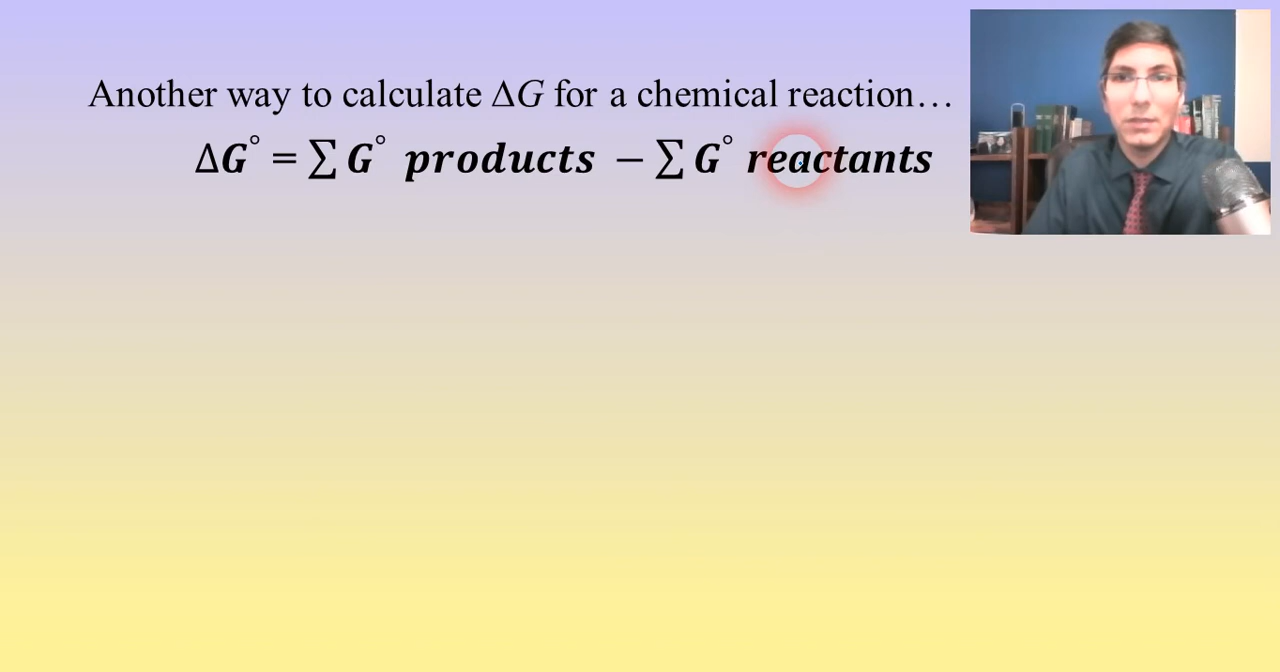 Another way to calculate ΔG for a chemical reaction…
ΔG° = ∑ G° products − ∑ G° reactants